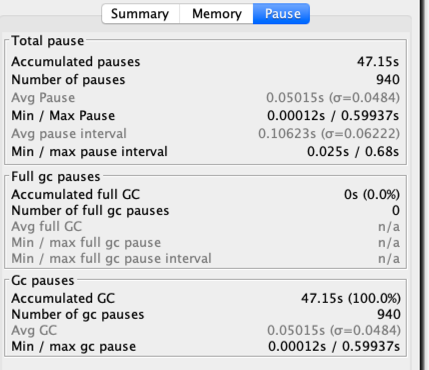 Summary Memory Pause
Total pause
Accumulated pauses 47.15s
Number of pauses 940
Avg Pause 0.05015s (σ=0.0484)
Min / Max Pause 0.00012s / 0.59937s
Avg pause interval 0.10623s (σ=0.06222)
Min / max pause interval 0.025s / 0.68s
Full gc pauses
Accumulated full GC 0s (0.0%)
Number of full gc pauses 0
Avg full GC n/a
Min / max full gc pause n/a
Min / max full gc pause interval n/a
Gc pauses
Accumulated GC 47.15s (100.0%)
Number of gc pauses 940
Avg GC 0.05015s (σ=0.0484)
Min / max gc pause 0.00012s / 0.59937s